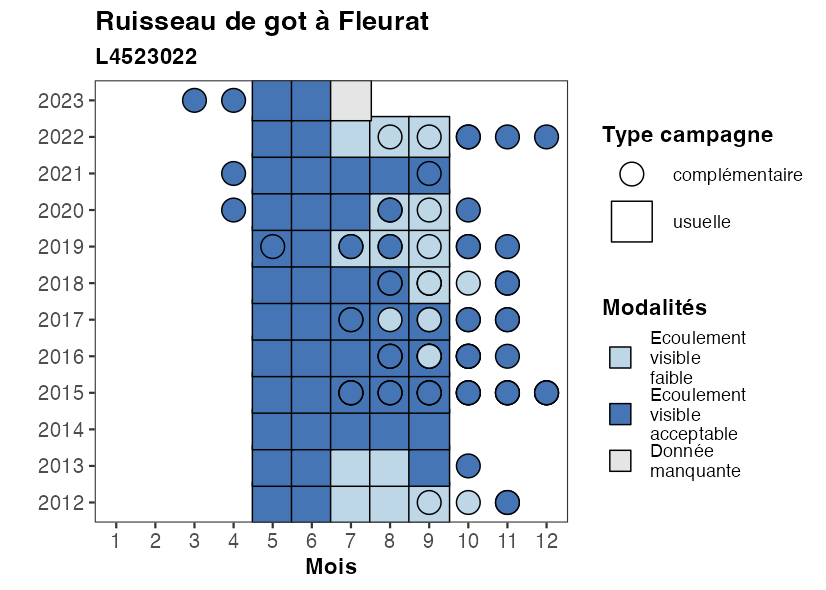 Ruisseau de got à Fleurat
L4523022
2023
2022
2021
2020
2019
2018
2017
2016
2015
2014
2013
2012
1 2 3 4 5 6 7 8 9 10 11 12
Mois
Type campagne
complémentaire
usuelle
Modalités
Ecoulement
visible
faible
Ecoulement
visible
acceptable
Donnée
manquante